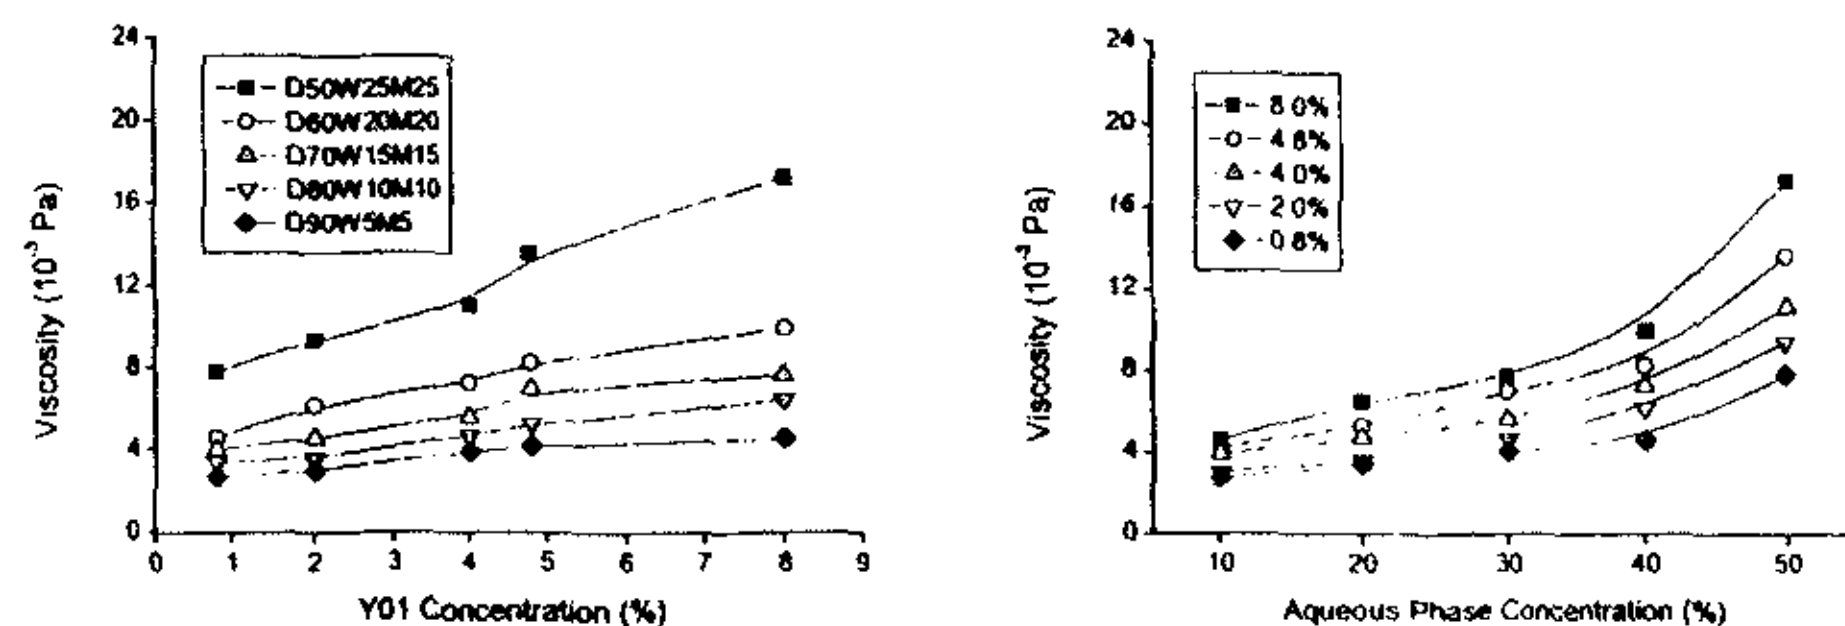 24
20
16
12
8
4
0
Viscosity (10⁻³ Pa)
D50W25M25
D60W20M20
D70W15M15
D80W10M10
D90W5M5
0 1 2 3 4 5 6 7 8 9
Y01 Concentration (%)
24
20
16
12
8
4
0
Viscosity (10⁻³ Pa)
8 0%
4 8%
4 0%
2 0%
0 8%
10 20 30 40 50
Aqueous Phase Concentration (%)